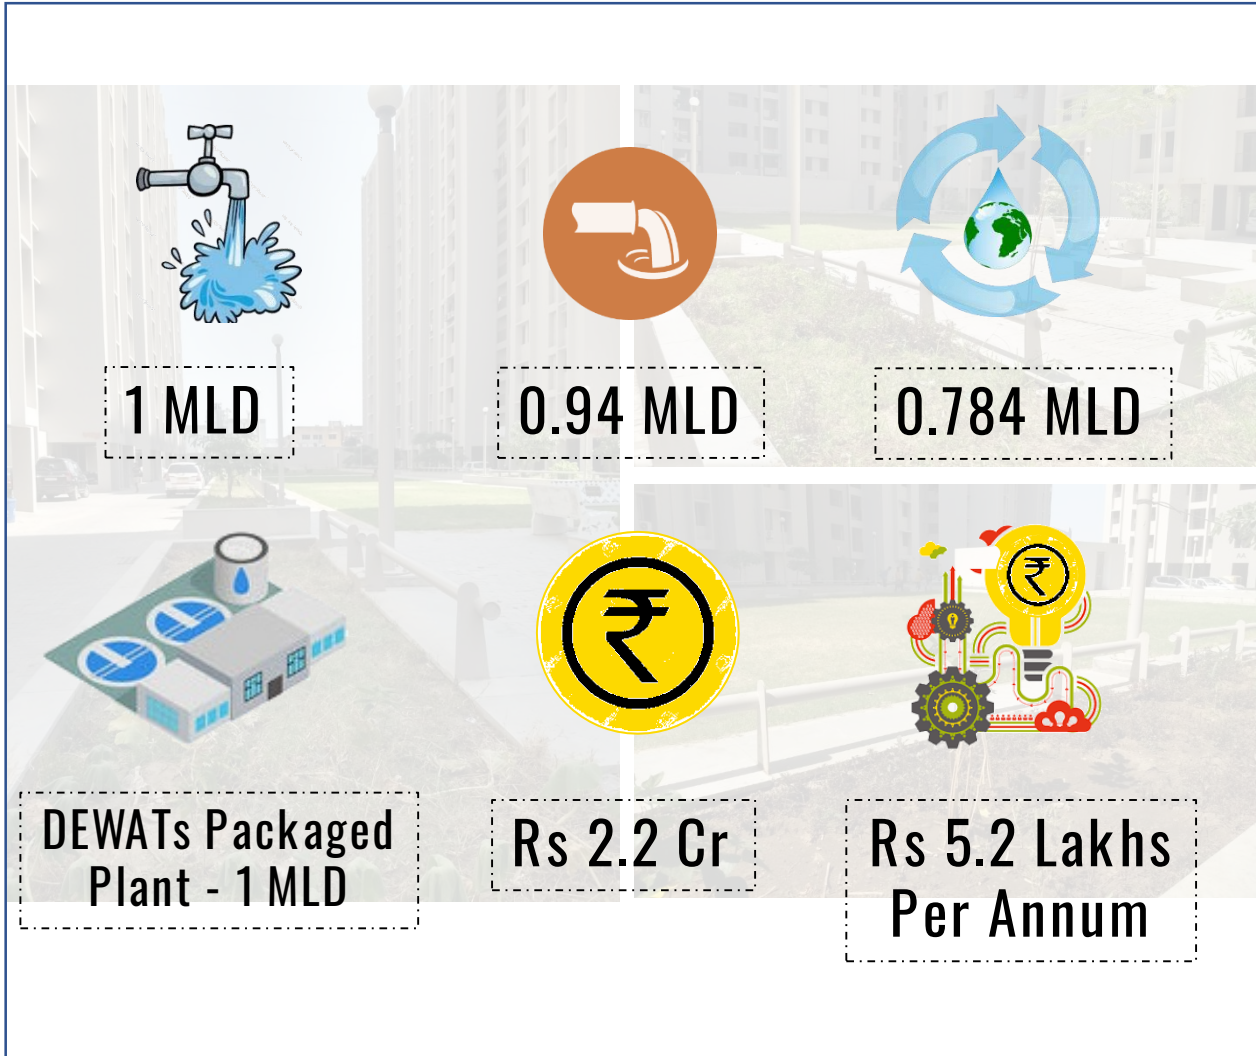 1 MLD
0.94 MLD
0.784 MLD
DEWATs Packaged
Plant - 1 MLD
Rs 2.2 Cr
Rs 5.2 Lakhs
Per Annum